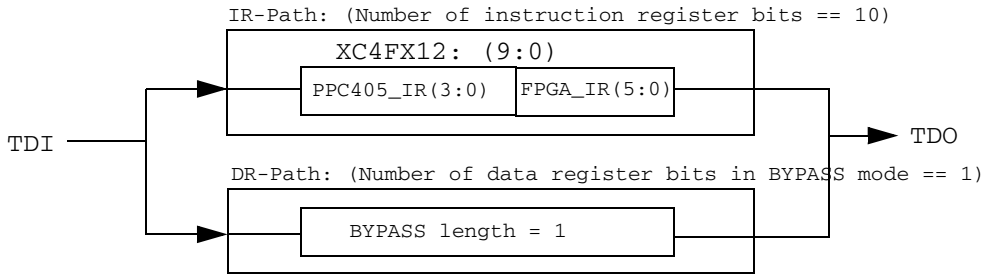 IR-Path: (Number of instruction register bits == 10)
XC4FX12: (9:0)
PPC405_IR(3:0) FPGA_IR(5:0)
TDI
TDO
DR-Path: (Number of data register bits in BYPASS mode == 1)
BYPASS length = 1